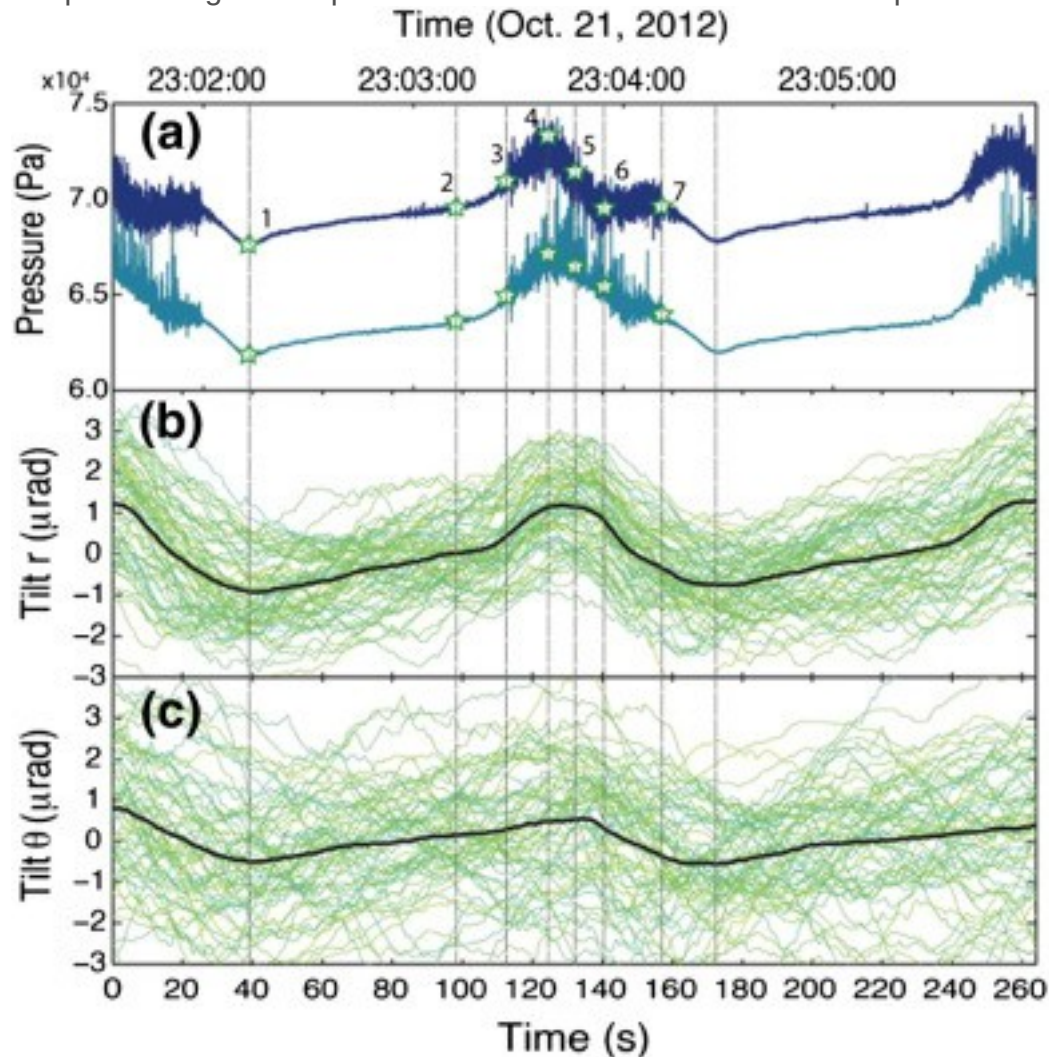 Time (Oct. 21, 2012)
x10⁴ 23:02:00 23:03:00 23:04:00 23:05:00
7.5
(a)
7.0
6.5
6.0
Pressure (Pa)
1 2 3 4 5 6 7
(b)
3
2
1
0
−1
−2
−3
Tilt r (μrad)
(c)
3
2
1
0
−1
−2
−3
Tilt θ (μrad)
0 20 40 60 80 100 120 140 160 180 200 220 240 260
Time (s)